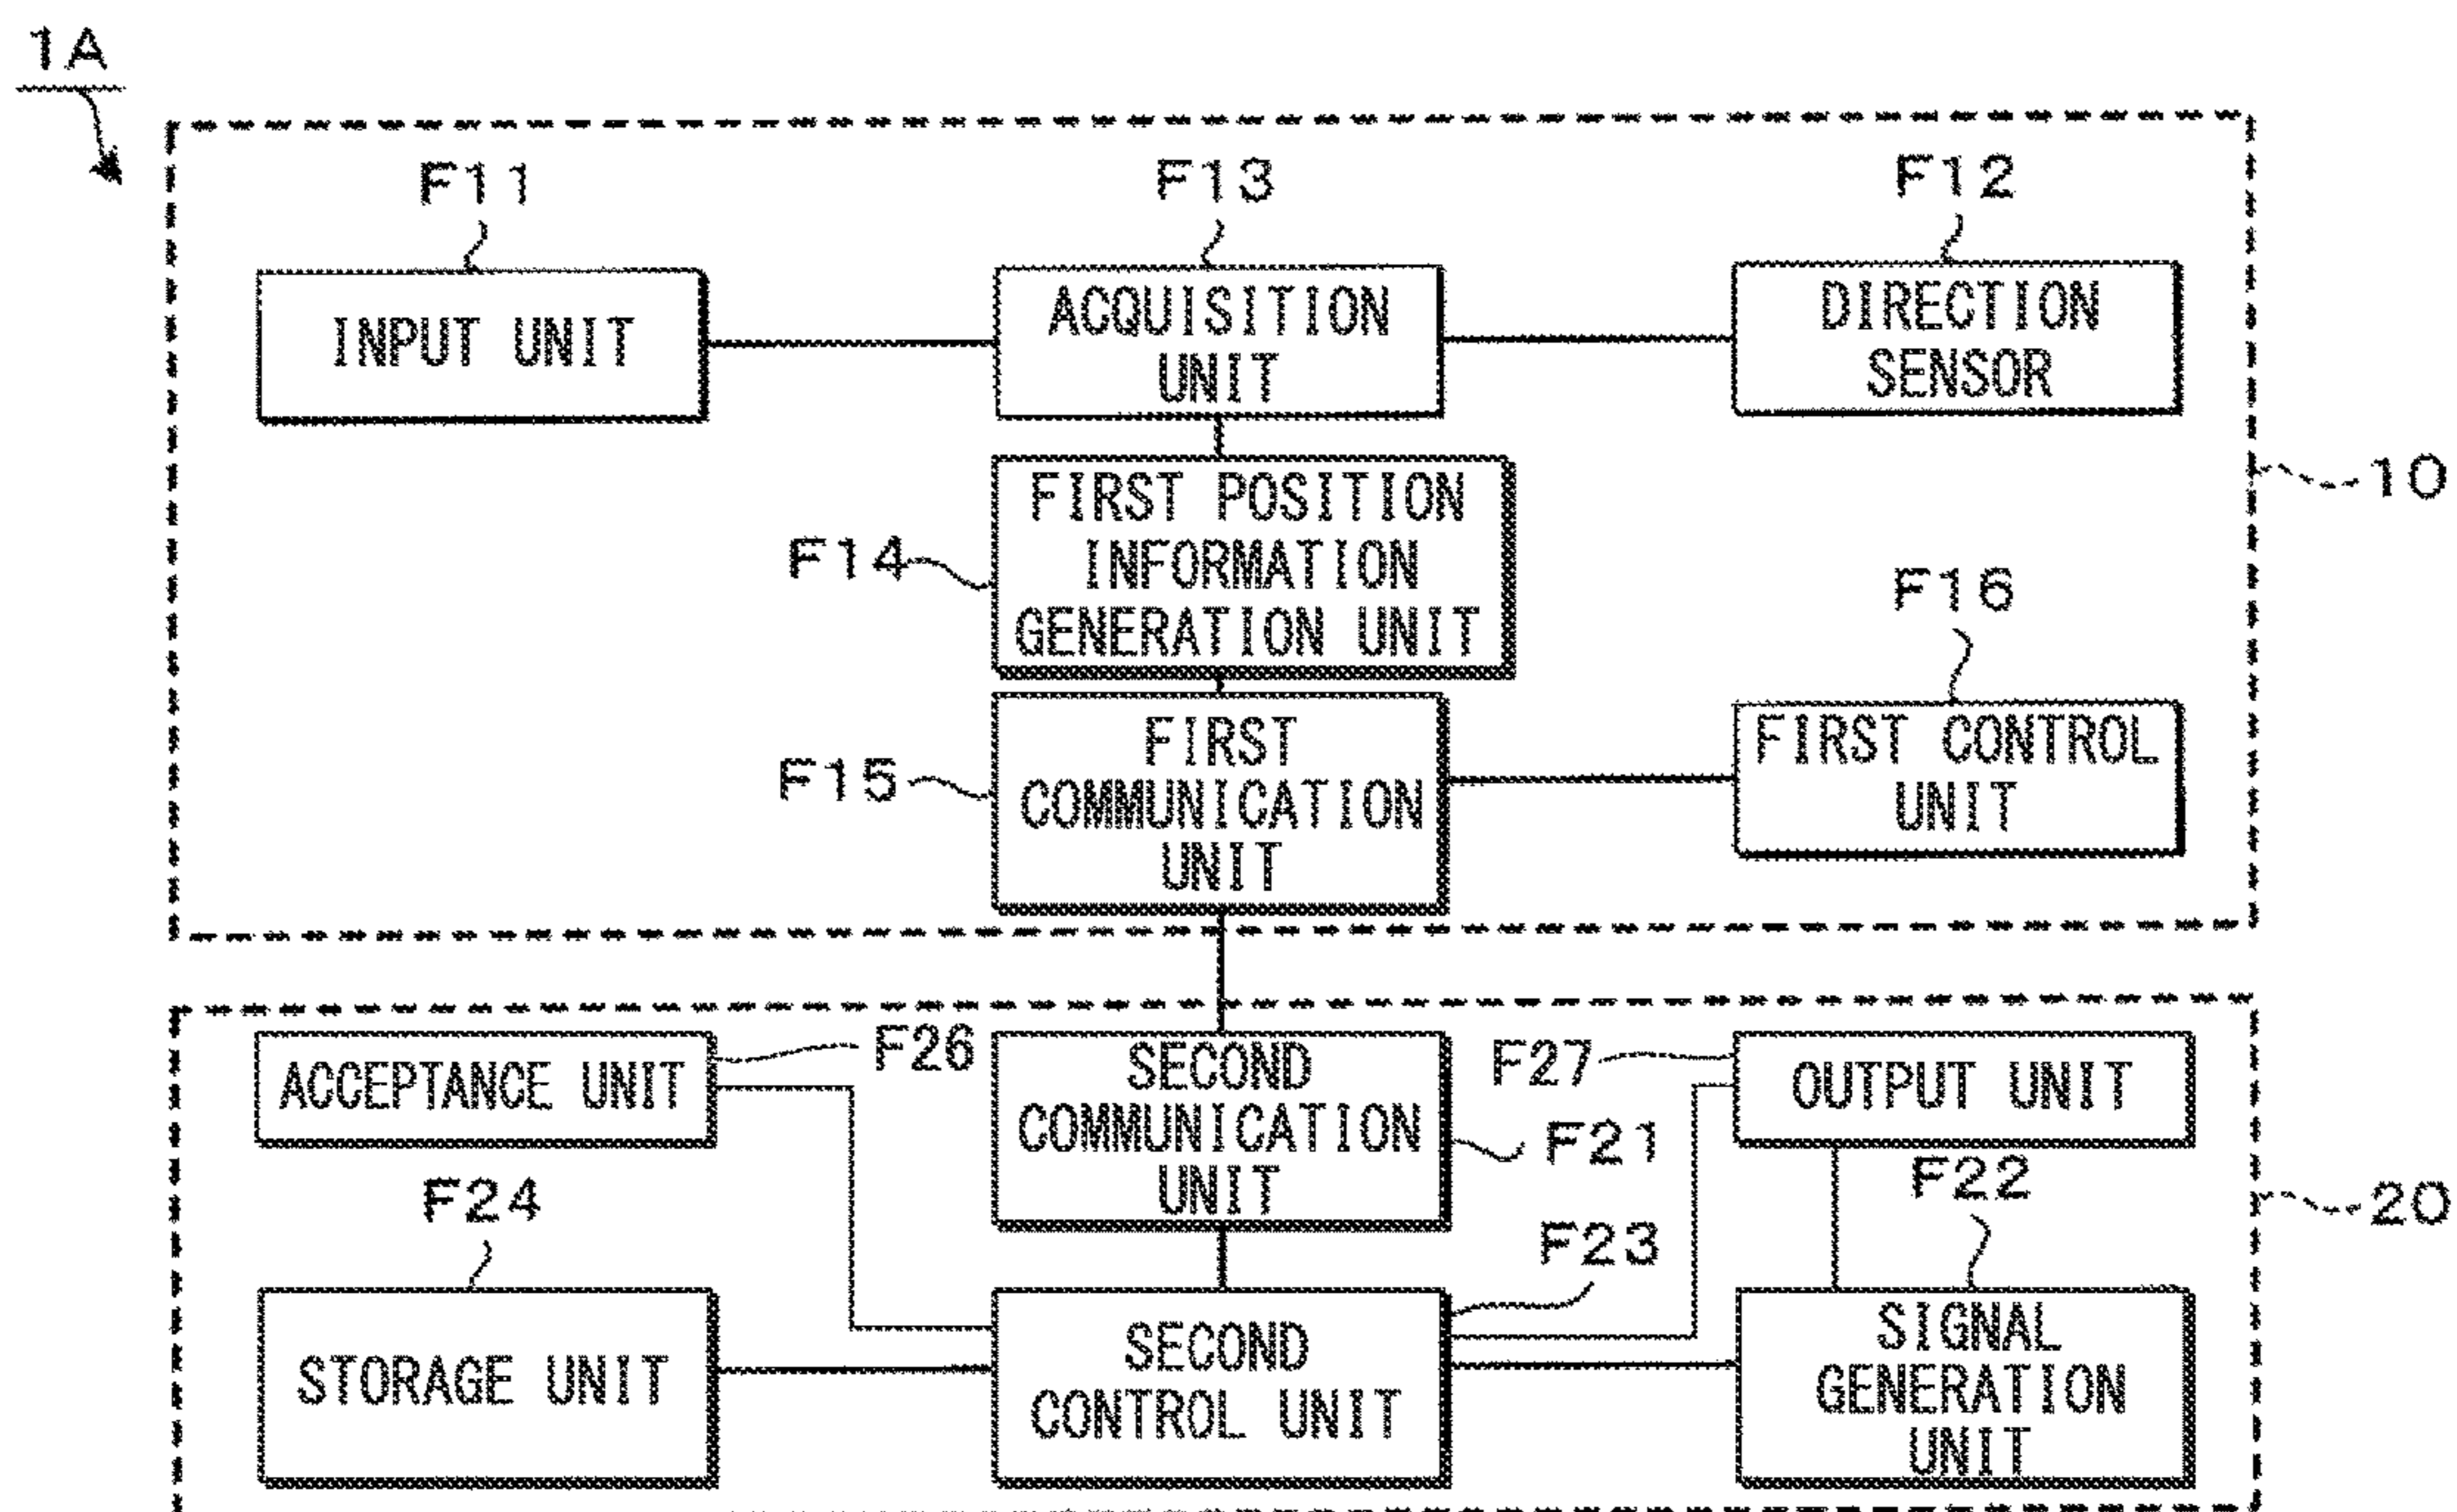 1A
F11
F13
F12
INPUT UNIT
ACQUISITION
UNIT
DIRECTION
SENSOR
10
F14
FIRST POSITION
INFORMATION
GENERATION UNIT
F16
F15
FIRST
COMMUNICATION
UNIT
FIRST CONTROL
UNIT
ACCEPTANCE UNIT
F26
SECOND
COMMUNICATION
UNIT
F21
F27
OUTPUT UNIT
20
F24
F23
F22
STORAGE UNIT
SECOND
CONTROL UNIT
SIGNAL
GENERATION
UNIT